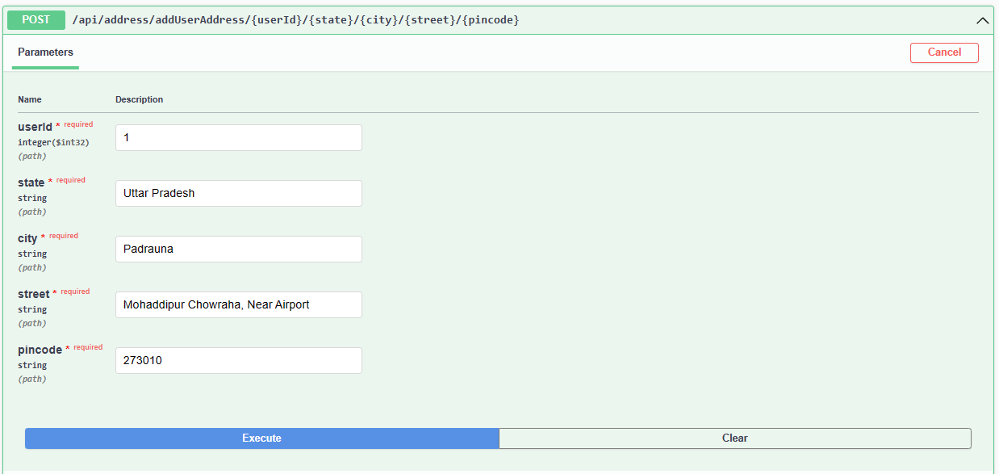 POST /api/address/addUserAddress/{userId}/{state}/{city}/{street}/{pincode}
Parameters Cancel
Name Description
userId * required
integer($int32)
(path)
1
state * required
string
(path)
Uttar Pradesh
city * required
string
(path)
Padrauna
street * required
string
(path)
Mohaddipur Chowraha, Near Airport
pincode * required
string
(path)
273010
Execute Clear